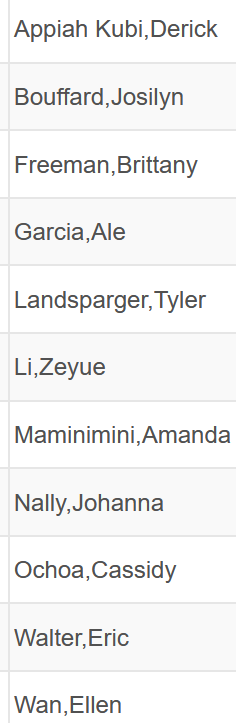 Appiah Kubi,Derick
Bouffard,Josilyn
Freeman,Brittany
Garcia,Ale
Landsparger,Tyler
Li,Zeyue
Maminimini,Amanda
Nally,Johanna
Ochoa,Cassidy
Walter,Eric
Wan,Ellen